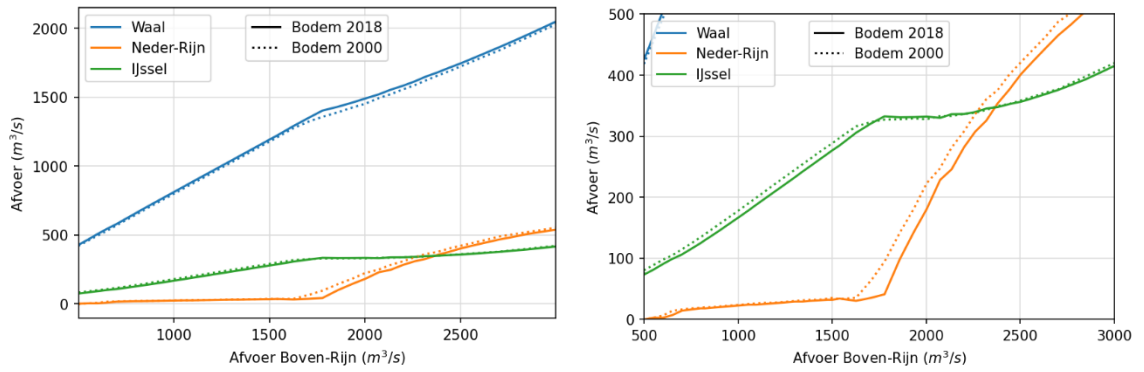 2000
1500
1000
500
0
Afvoer (m³/s)
Waal
Neder-Rijn
IJssel
Bodem 2018
Bodem 2000
1000 1500 2000 2500
Afvoer Boven-Rijn (m³/s)
500
400
300
200
100
0
Afvoer (m³/s)
Waal
Neder-Rijn
IJssel
Bodem 2018
Bodem 2000
500 1000 1500 2000 2500 3000
Afvoer Boven-Rijn (m³/s)